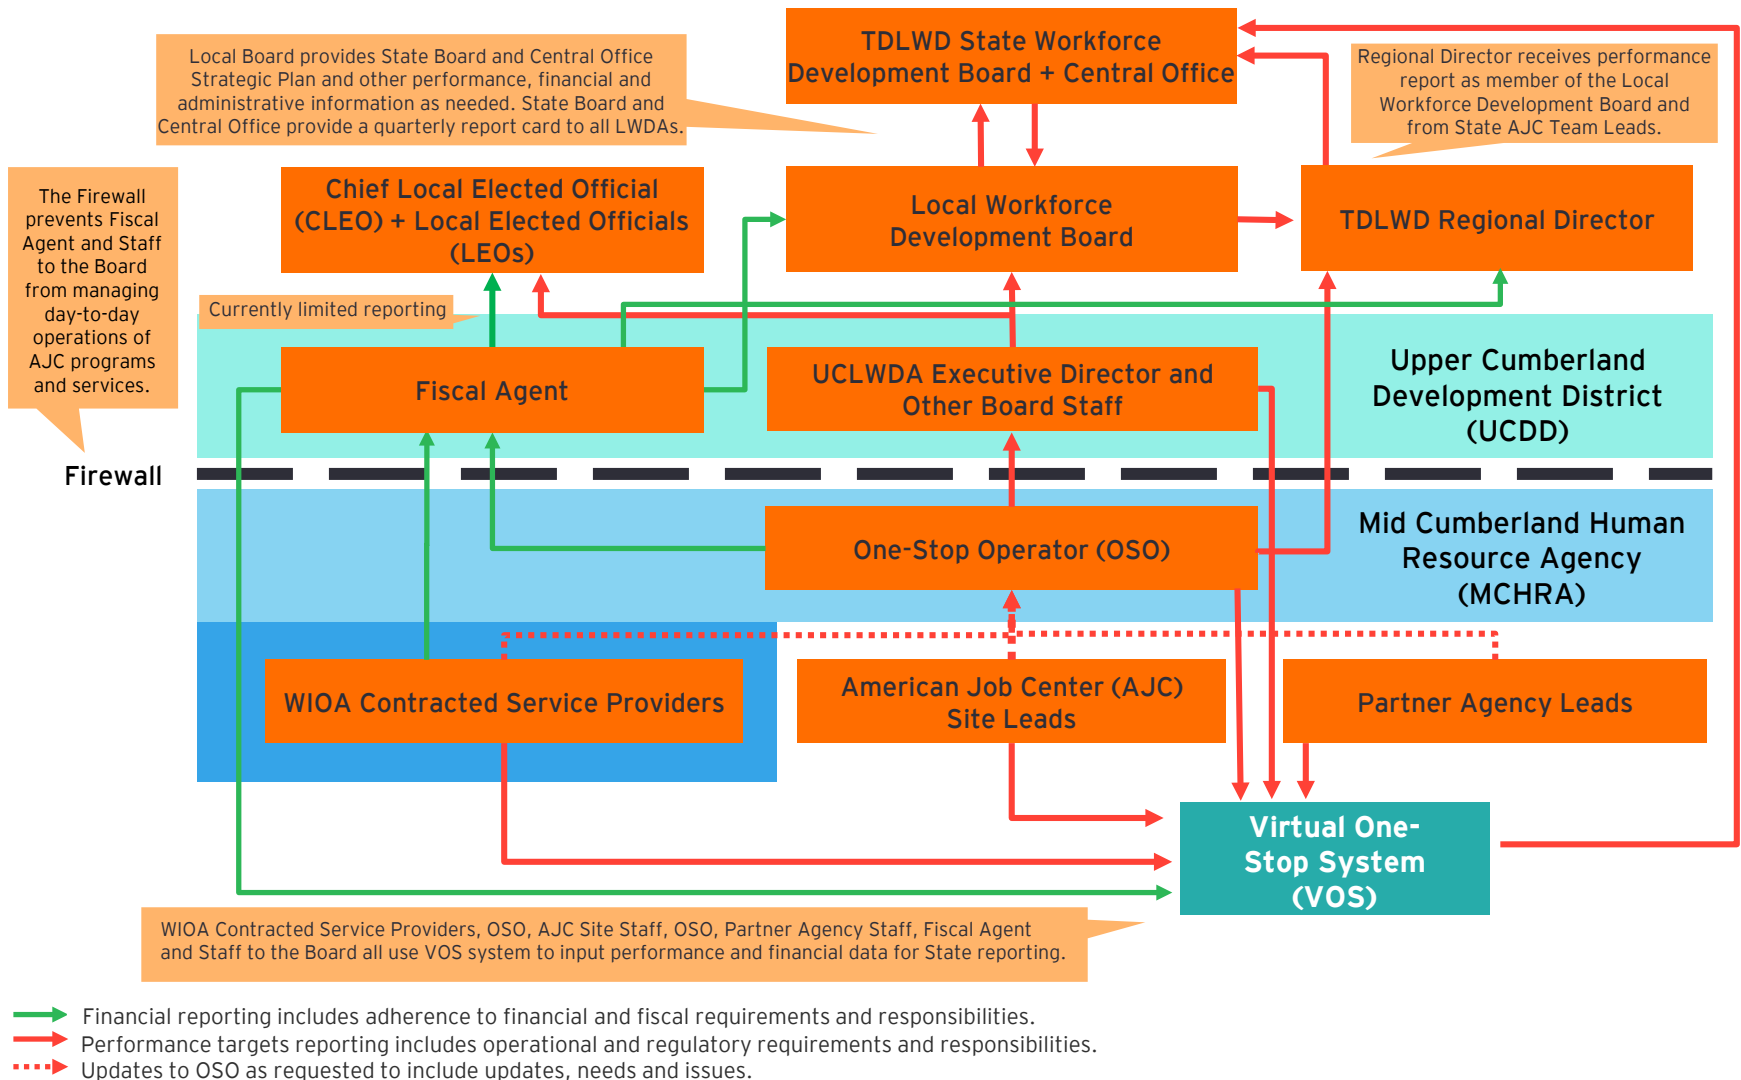 TDLWD State Workforce
Development Board + Central Office
Local Board provides State Board and Central Office
Strategic Plan and other performance, financial and
administrative information as needed. State Board and
Central Office provide a quarterly report card to all LWDAs.
Regional Director receives performance
report as member of the Local
Workforce Development Board and
from State AJC Team Leads.
The Firewall
prevents Fiscal
Agent and Staff
to the Board
from managing
day-to-day
operations of
AJC programs
and services.
Chief Local Elected Official
(CLEO) + Local Elected Officials
(LEOs)
Local Workforce
Development Board
TDLWD Regional Director
Currently limited reporting
Fiscal Agent
UCLWDA Executive Director and
Other Board Staff
Upper Cumberland
Development District
(UCDD)
Firewall
One-Stop Operator (OSO)
Mid Cumberland Human
Resource Agency
(MCHRA)
WIOA Contracted Service Providers
American Job Center (AJC)
Site Leads
Partner Agency Leads
Virtual One-
Stop System
(VOS)
WIOA Contracted Service Providers, OSO, AJC Site Staff, OSO, Partner Agency Staff, Fiscal Agent
and Staff to the Board all use VOS system to input performance and financial data for State reporting.
Financial reporting includes adherence to financial and fiscal requirements and responsibilities.
Performance targets reporting includes operational and regulatory requirements and responsibilities.
Updates to OSO as requested to include updates, needs and issues.